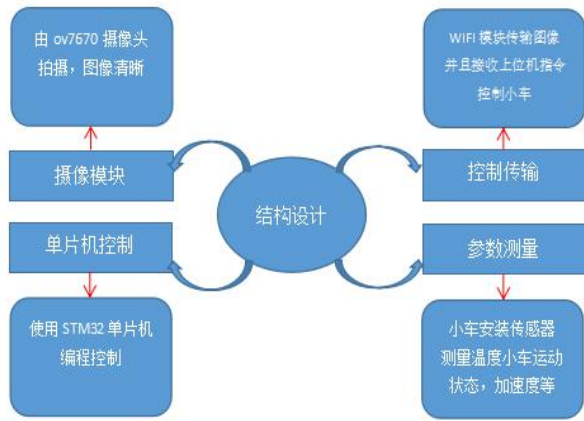 由 ov7670 摄像头
拍摄，图像清晰
WIFI 模块传输图像
并且接收上位机指令
控制小车
摄像模块
控制传输
结构设计
单片机控制
参数测量
使用 STM32 单片机
编程控制
小车安装传感器
测量温度小车运动
状态，加速度等